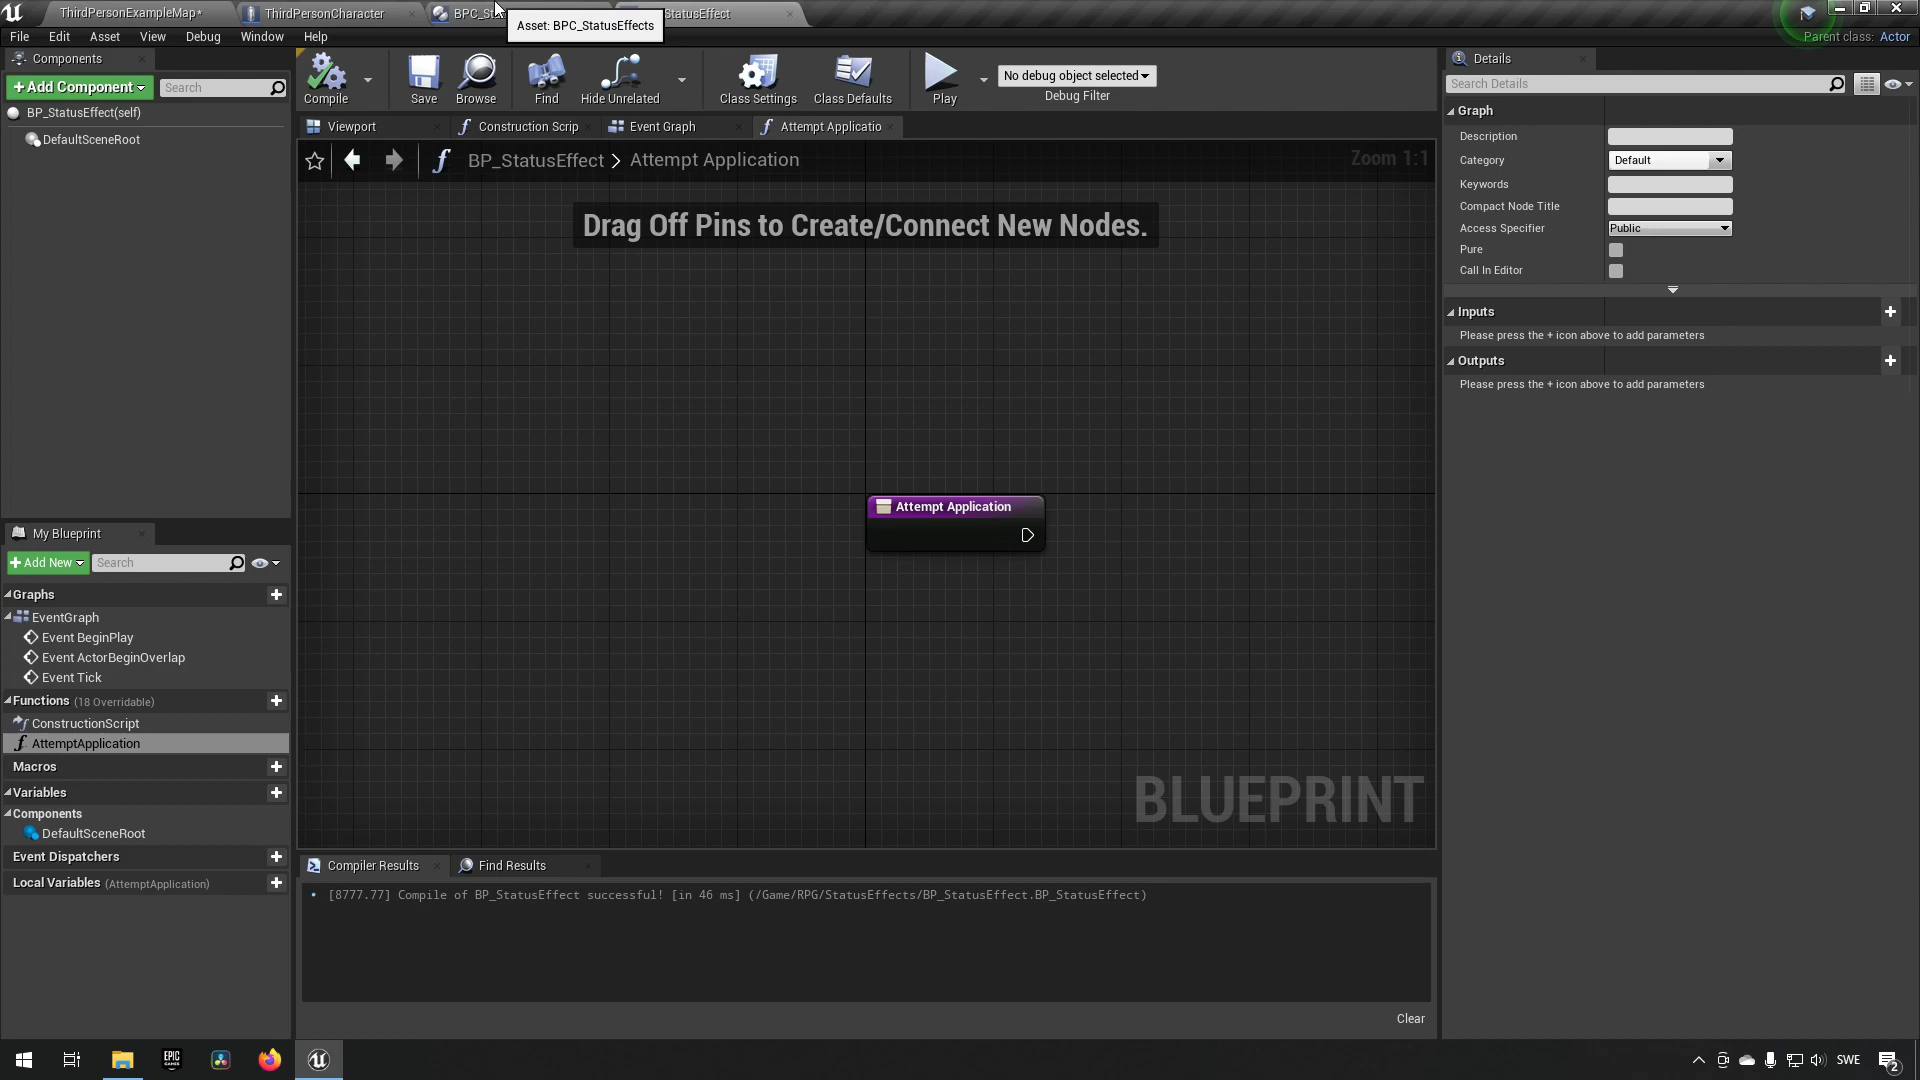 ThirdPersonExampleMap*
ThirdPersonCharacter
BPC_St
StatusEffect
Asset: BPC_StatusEffects
File
Edit
Asset
View
Debug
Window
Help
Parent class: Actor
Components
+Add Component
Search
BP_StatusEffect(self)
DefaultSceneRoot
Compile
Save
Browse
Find
Hide Unrelated
Class Settings
Class Defaults
Play
No debug object selected
Debug Filter
Viewport
Construction Scrip
Event Graph
Attempt Applicatio
BP_StatusEffect > Attempt Application
Zoom 1:1
Drag Off Pins to Create/Connect New Nodes.
Attempt Application
BLUEPRINT
My Blueprint
+Add New
Search
Graphs
EventGraph
Event BeginPlay
Event ActorBeginOverlap
Event Tick
Functions (18 Overridable)
ConstructionScript
AttemptApplication
Macros
Variables
Components
DefaultSceneRoot
Event Dispatchers
Local Variables (AttemptApplication)
Compiler Results
Find Results
[8777.77] Compile of BP_StatusEffect successful! [in 46 ms] (/Game/RPG/StatusEffects/BP_StatusEffect.BP_StatusEffect)
Clear
Details
Search Details
Graph
Description
Category
Default
Keywords
Compact Node Title
Access Specifier
Public
Pure
Call In Editor
Inputs
Please press the + icon above to add parameters
Outputs
Please press the + icon above to add parameters
EPIC
GAMES
SWE
2